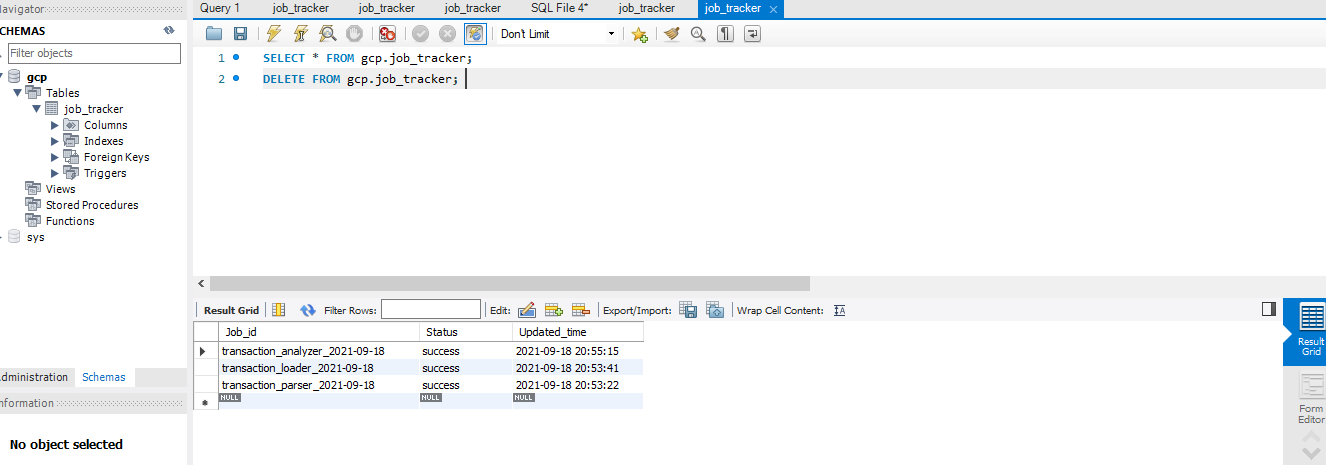 Navigator
Query 1 job_tracker job_tracker job_tracker SQL File 4* job_tracker job_tracker
SCHEMAS
Filter objects
Don't Limit
gcp
Tables
job_tracker
Columns
Indexes
Foreign Keys
Triggers
Views
Stored Procedures
Functions
sys
1 SELECT * FROM gcp.job_tracker;
2 DELETE FROM gcp.job_tracker;
Result Grid Filter Rows: Edit: Export/Import: Wrap Cell Content:
Job_id Status Updated_time
transaction_analyzer_2021-09-18 success 2021-09-18 20:55:15
transaction_loader_2021-09-18 success 2021-09-18 20:53:41
transaction_parser_2021-09-18 success 2021-09-18 20:53:22
NULL NULL NULL
Result
Grid
Form
Editor
dministration Schemas
nformation
No object selected